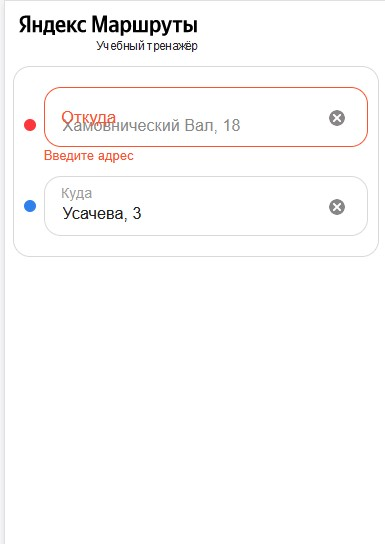 Яндекс Маршруты
Учебный тренажёр
Откуда
Хамовнический Вал, 18
Введите адрес
Куда
Усачева, 3